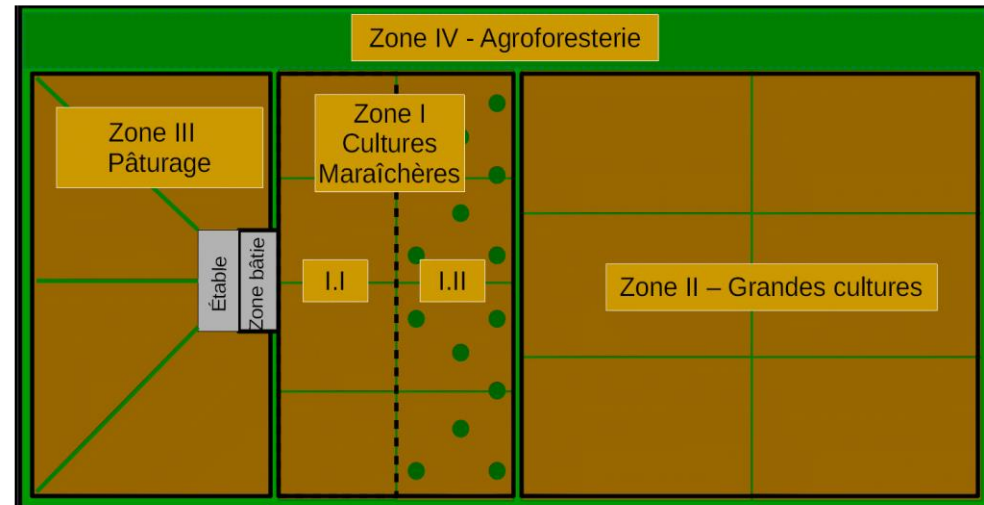 Zone IV - Agroforesterie
Zone III
Pâturage
Zone I
Cultures
Maraîchères
Étable
Zone bâtie
I.I
I.II
Zone II – Grandes cultures